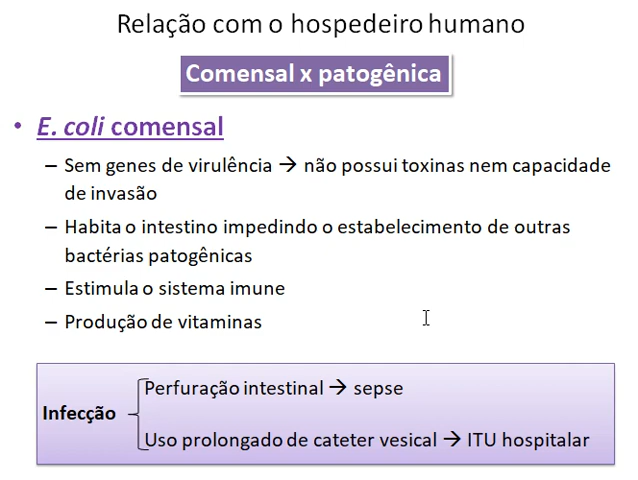 Relação com o hospedeiro humano
Comensal x patogênica
• E. coli comensal
– Sem genes de virulência → não possui toxinas nem capacidade
de invasão
– Habita o intestino impedindo o estabelecimento de outras
bactérias patogênicas
– Estimula o sistema imune
– Produção de vitaminas
Perfuração intestinal → sepse
Infecção
Uso prolongado de cateter vesical → ITU hospitalar